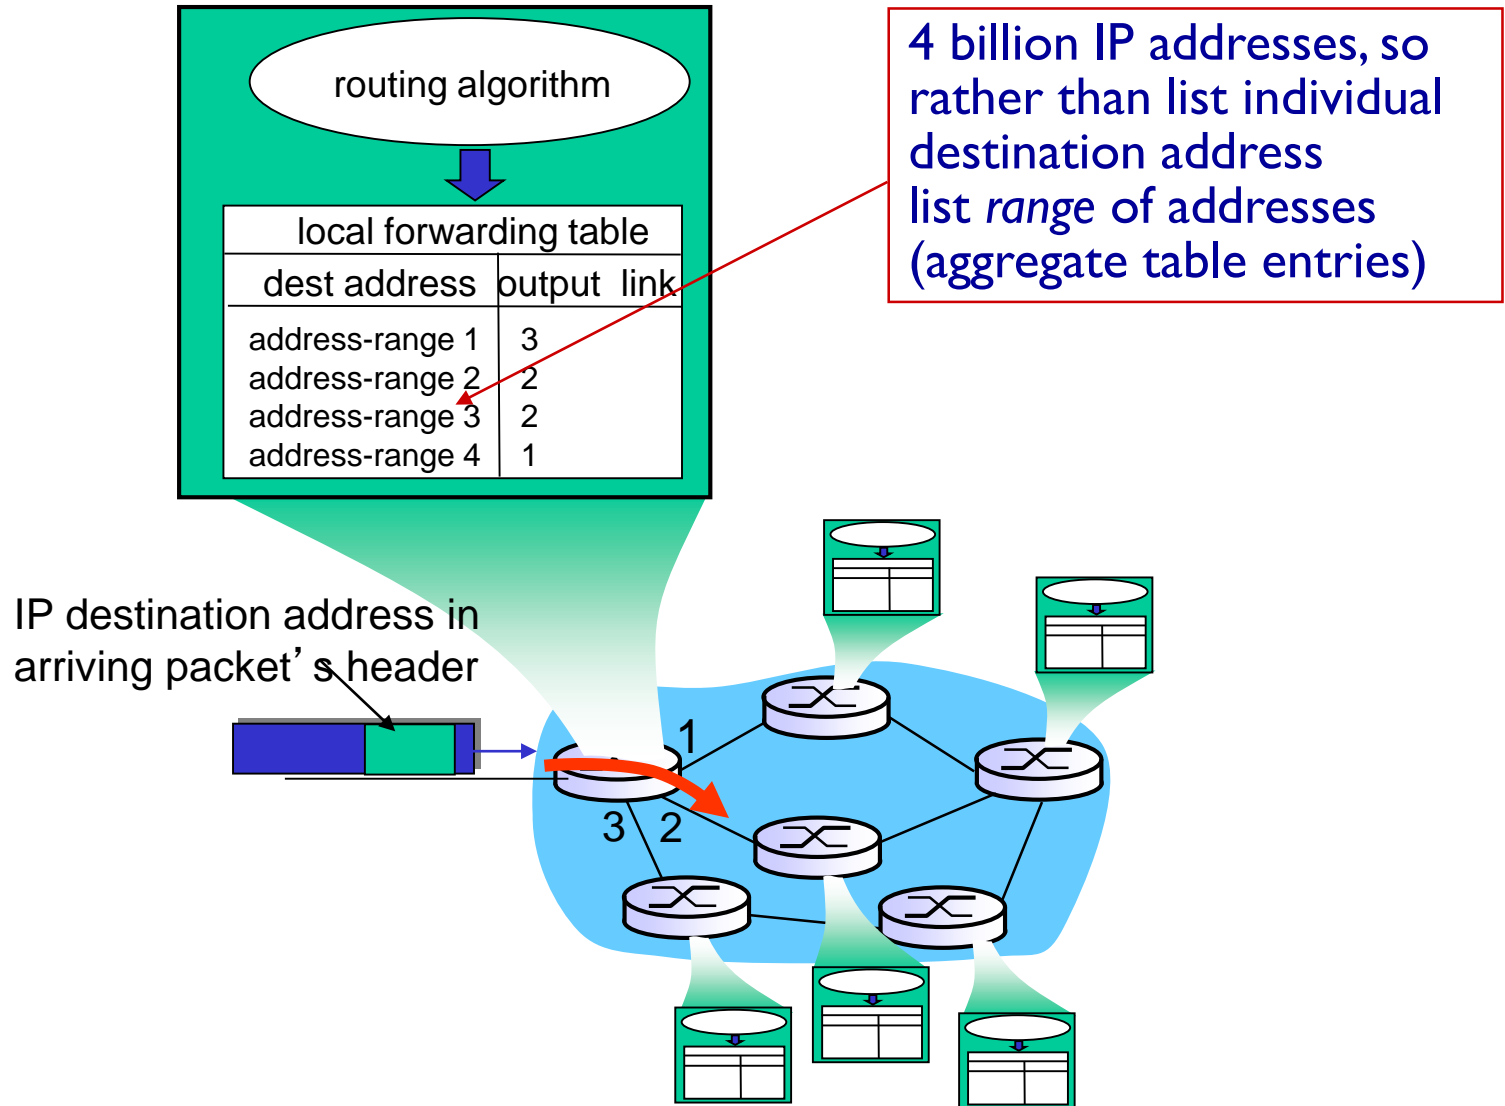 routing algorithm
local forwarding table
dest address output link
address-range 1 3
address-range 2 2
address-range 3 2
address-range 4 1
4 billion IP addresses, so
rather than list individual
destination address
list range of addresses
(aggregate table entries)
IP destination address in
arriving packet’s header
1
3 2